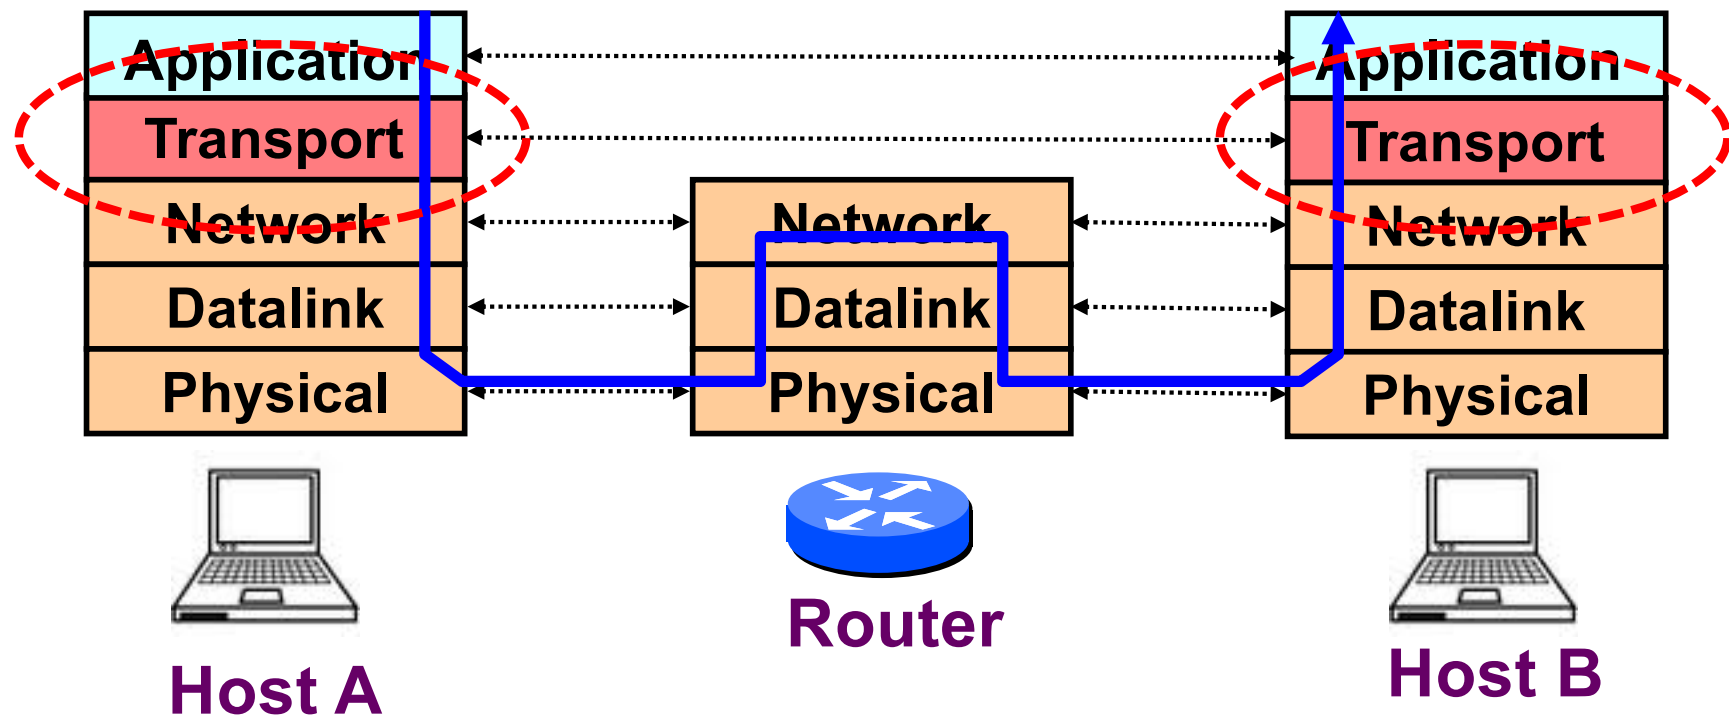 Application
Transport
Network
Datalink
Physical
Host A
Network
Datalink
Physical
Router
Application
Transport
Network
Datalink
Physical
Host B